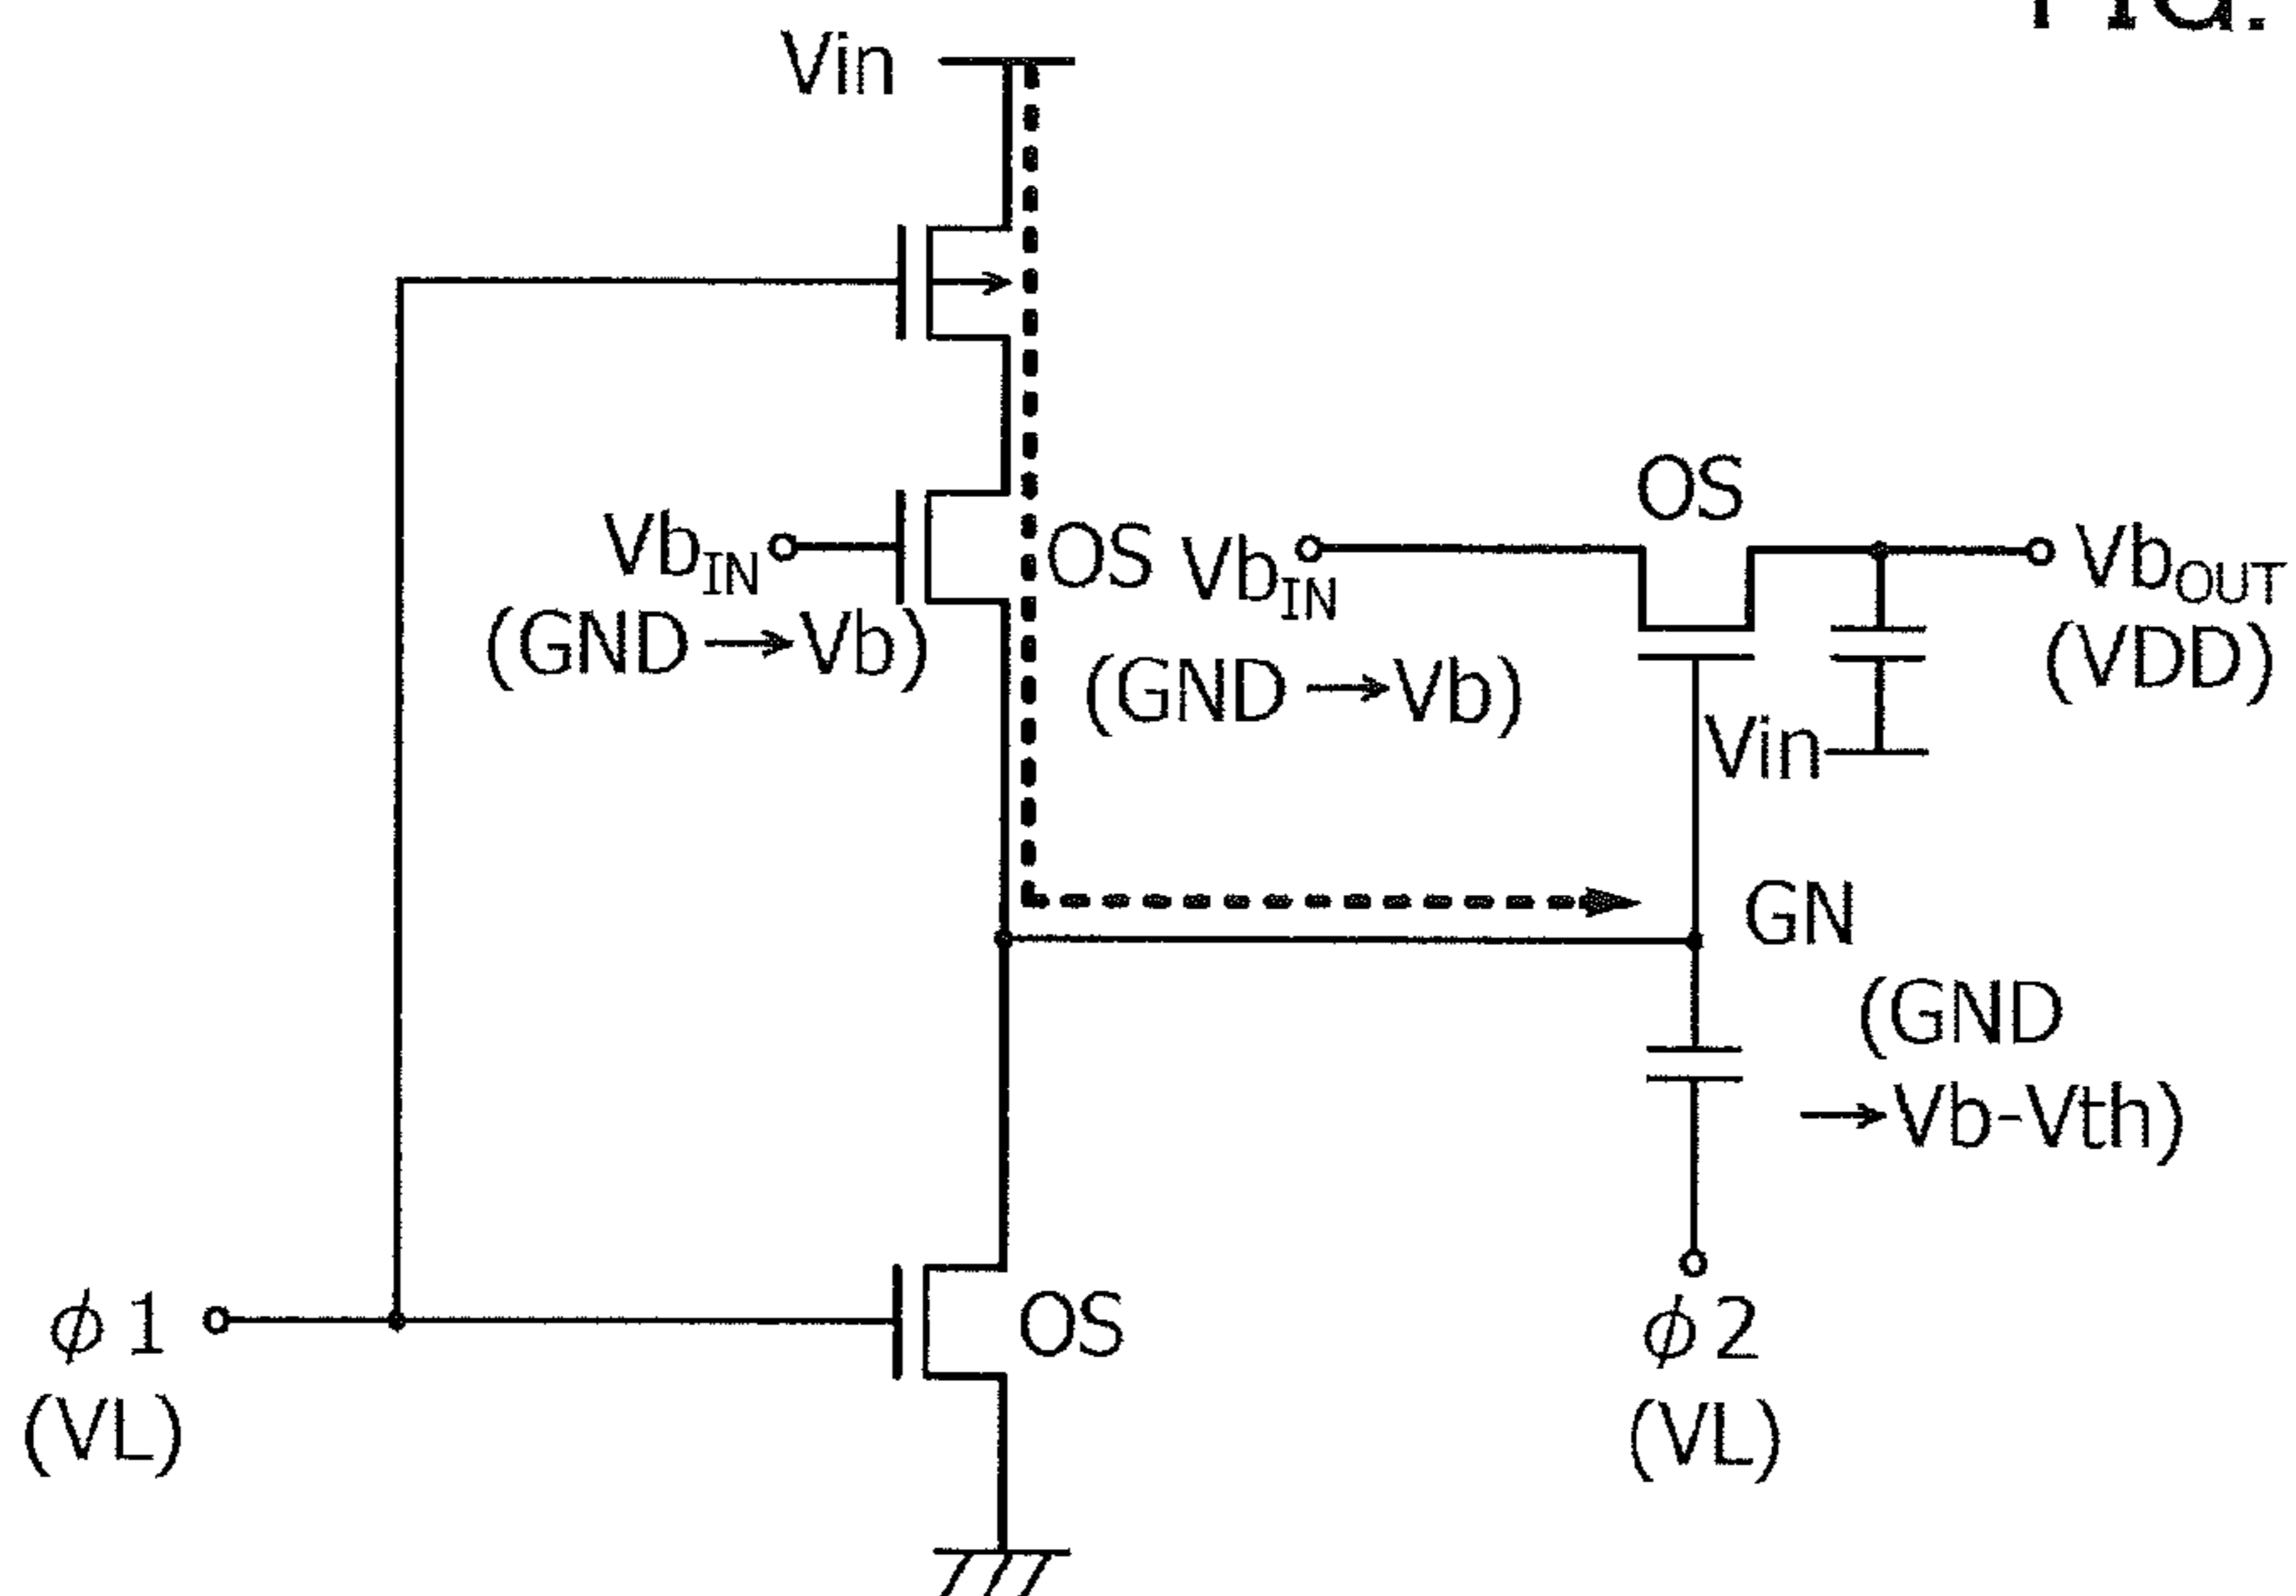 FIG.
Vin
OS
Vb_IN
(GND →Vb)
OS
Vb_IN
(GND →Vb)
Vb_OUT
(VDD)
Vin
GN
(GND
→Vb-Vth)
ϕ1
(VL)
OS
ϕ2
(VL)